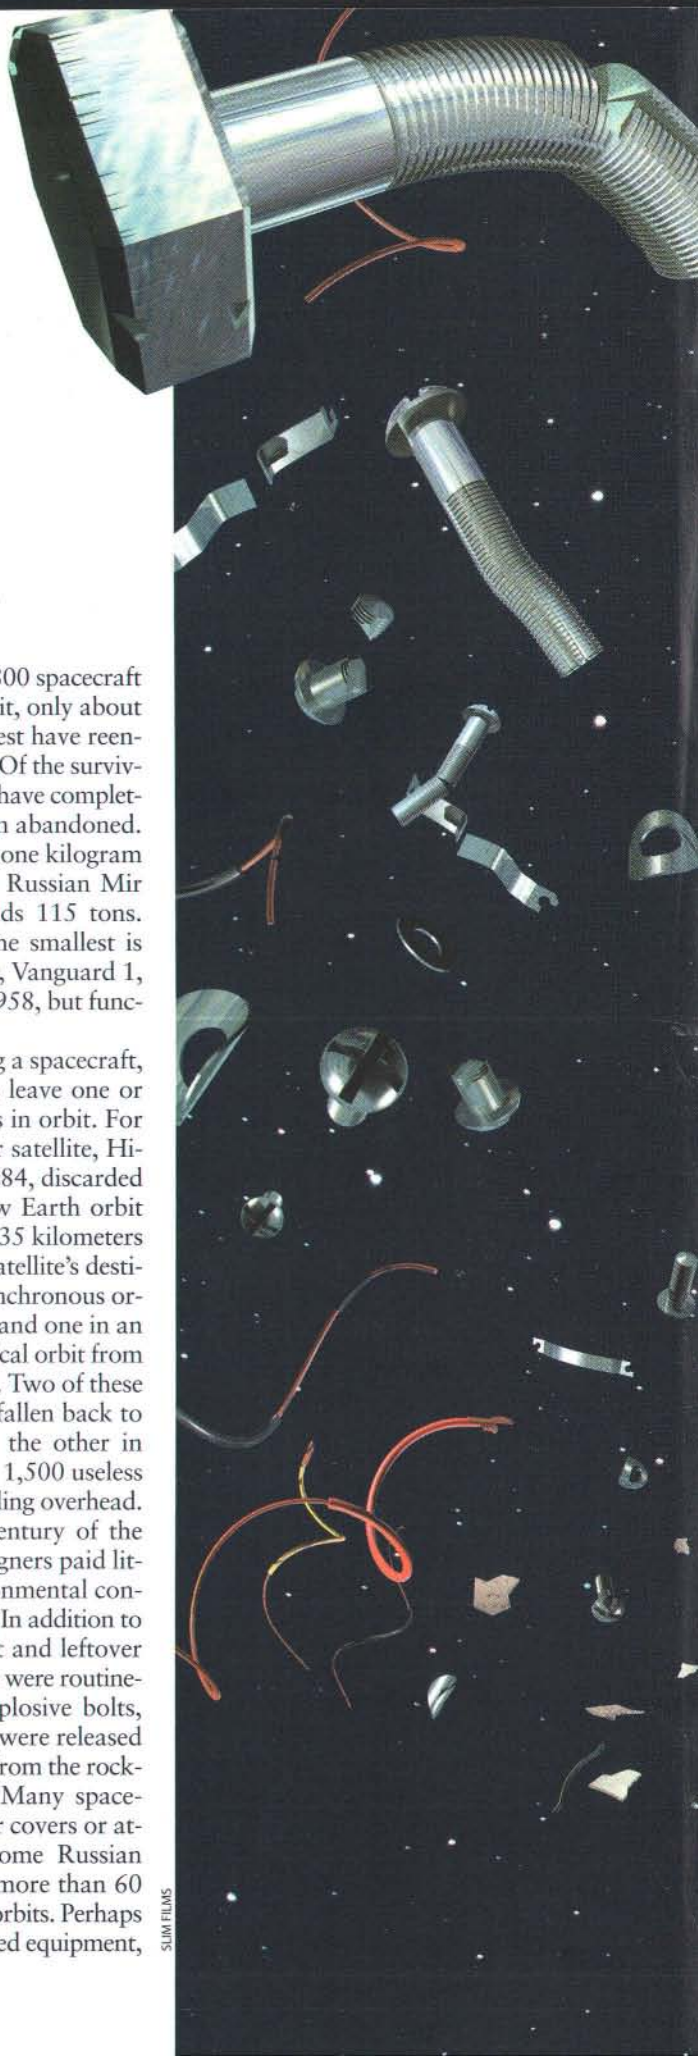 800 spacecraft
it, only about
est have reen-
Of the surviv-
have complet-
n abandoned.
one kilogram
Russian Mir
ds 115 tons.
ne smallest is
, Vanguard 1,
958, but func-
g a spacecraft,
leave one or
s in orbit. For
r satellite, Hi-
84, discarded
w Earth orbit
35 kilometers
atellite's desti-
nchronous or-
and one in an
cal orbit from
. Two of these
fallen back to
the other in
1,500 useless
ling overhead.
entury of the
gners paid lit-
onmental con-
In addition to
t and leftover
were routine-
plosive bolts,
were released
rom the rock-
Many space-
r covers or at-
ome Russian
more than 60
orbits. Perhaps
ed equipment,
SLIM FILMS